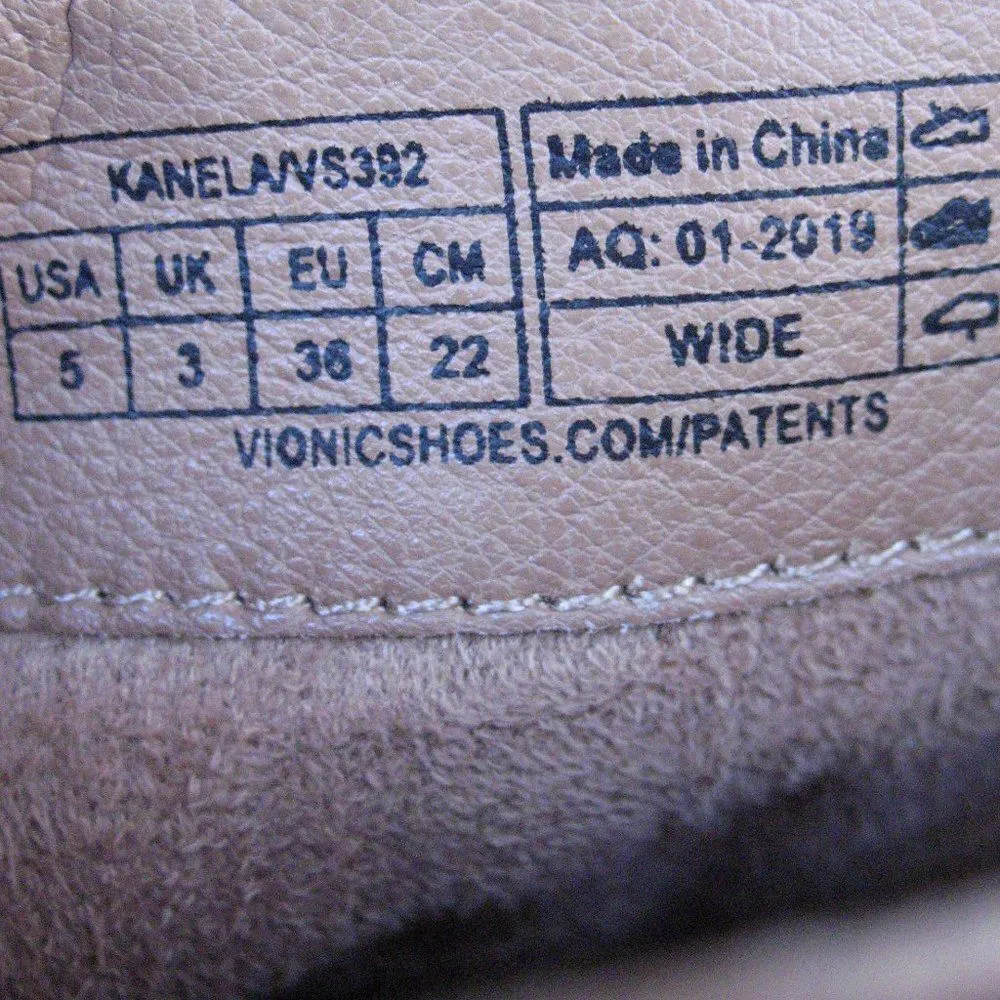 KANELA/VS392
USA UK EU CM
5 3 36 22
Made in China
AQ: 01-2019
WIDE
VIONICSHOES.COM/PATENTS